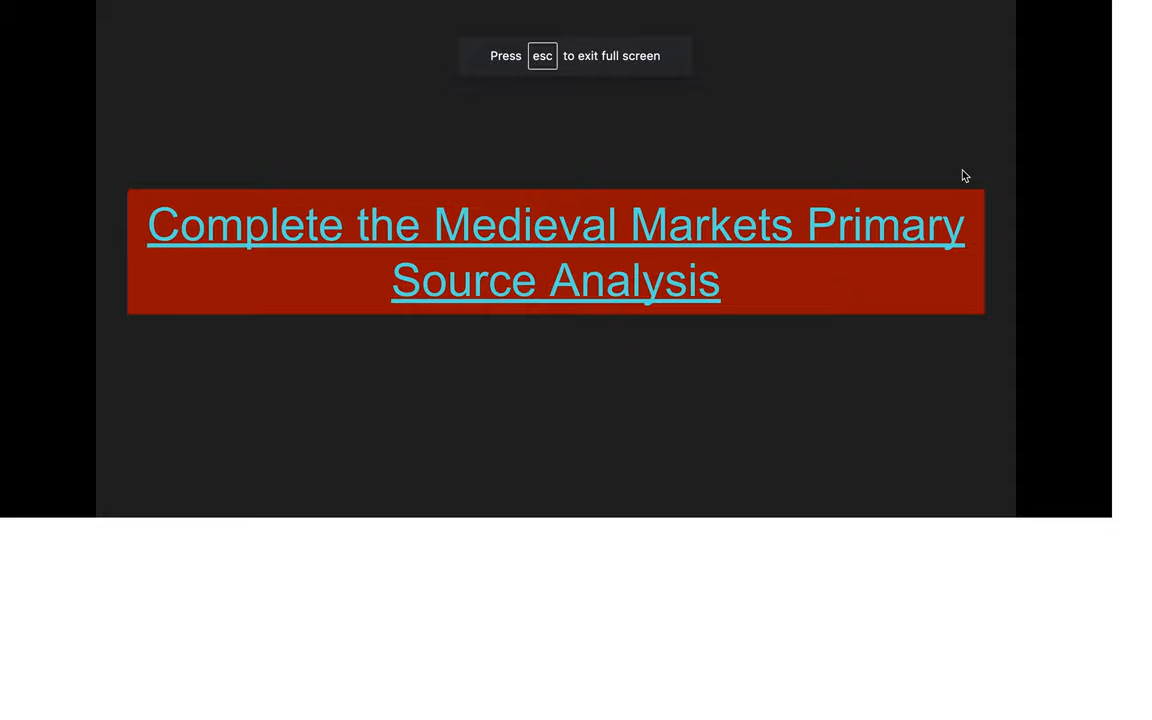 Press esc to exit full screen
Complete the Medieval Markets Primary
Source Analysis